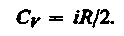 C_V = iR/2.